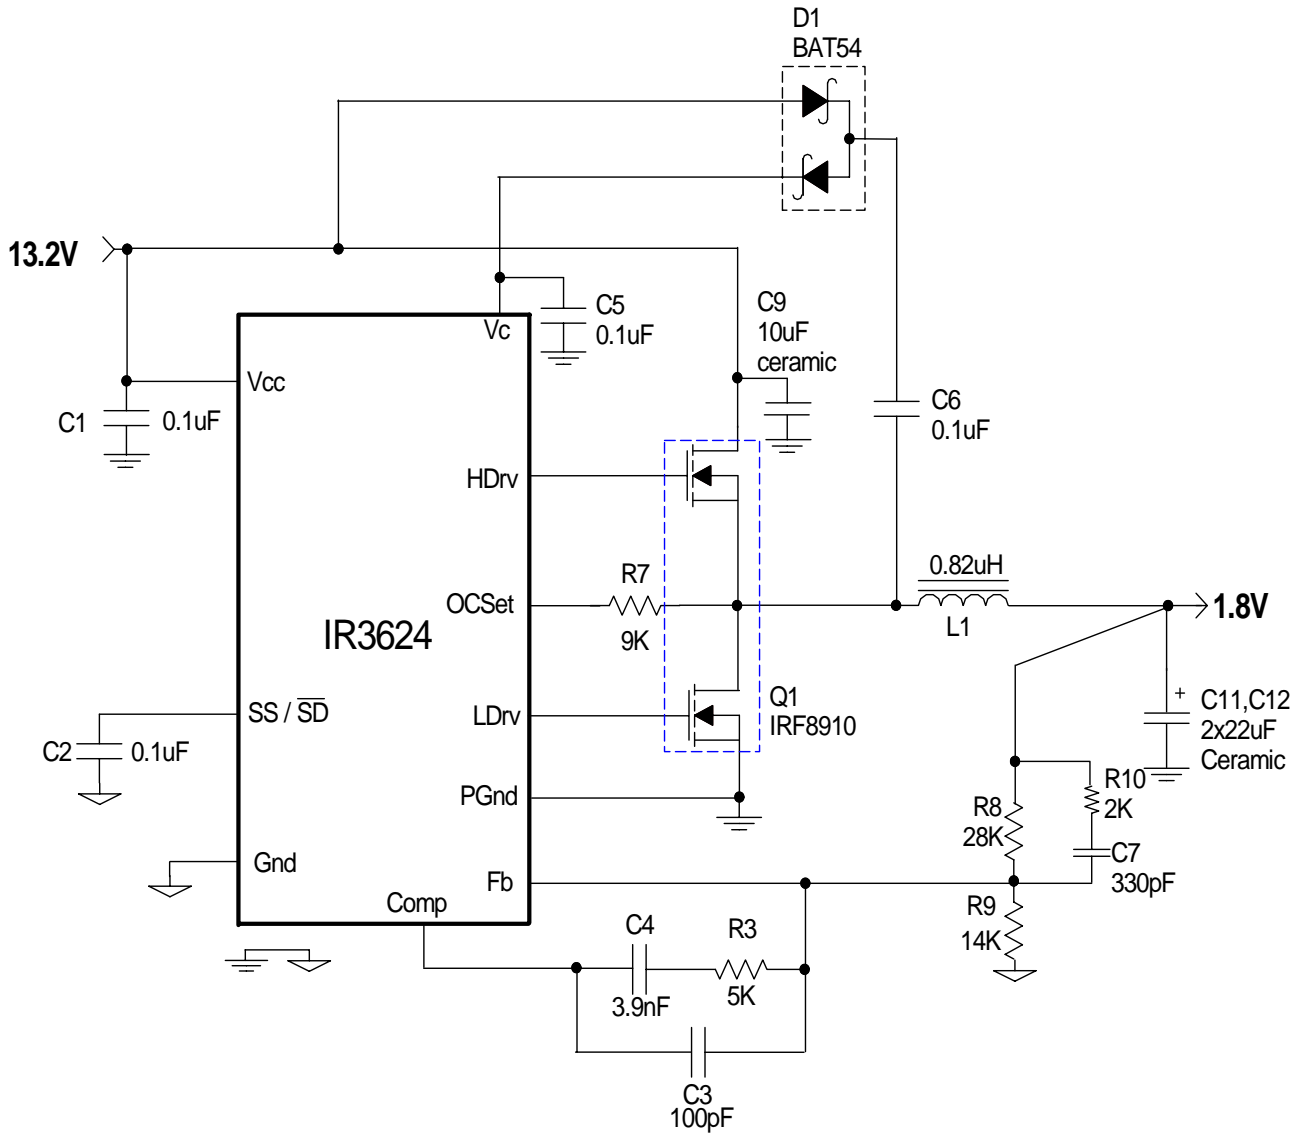 D1
BAT54
13.2V
C5
0.1uF
C9
10uF
ceramic
Vc
Vcc
C1
0.1uF
C6
0.1uF
HDrv
R7
9K
OCSet
0.82uH
L1
1.8V
IR3624
SS / SD
LDrv
Q1
IRF8910
C11,C12
2x22uF
Ceramic
+
C2
0.1uF
PGnd
R10
2K
R8
28K
C7
330pF
Gnd
Fb
Comp
R9
14K
C4
3.9nF
R3
5K
C3
100pF